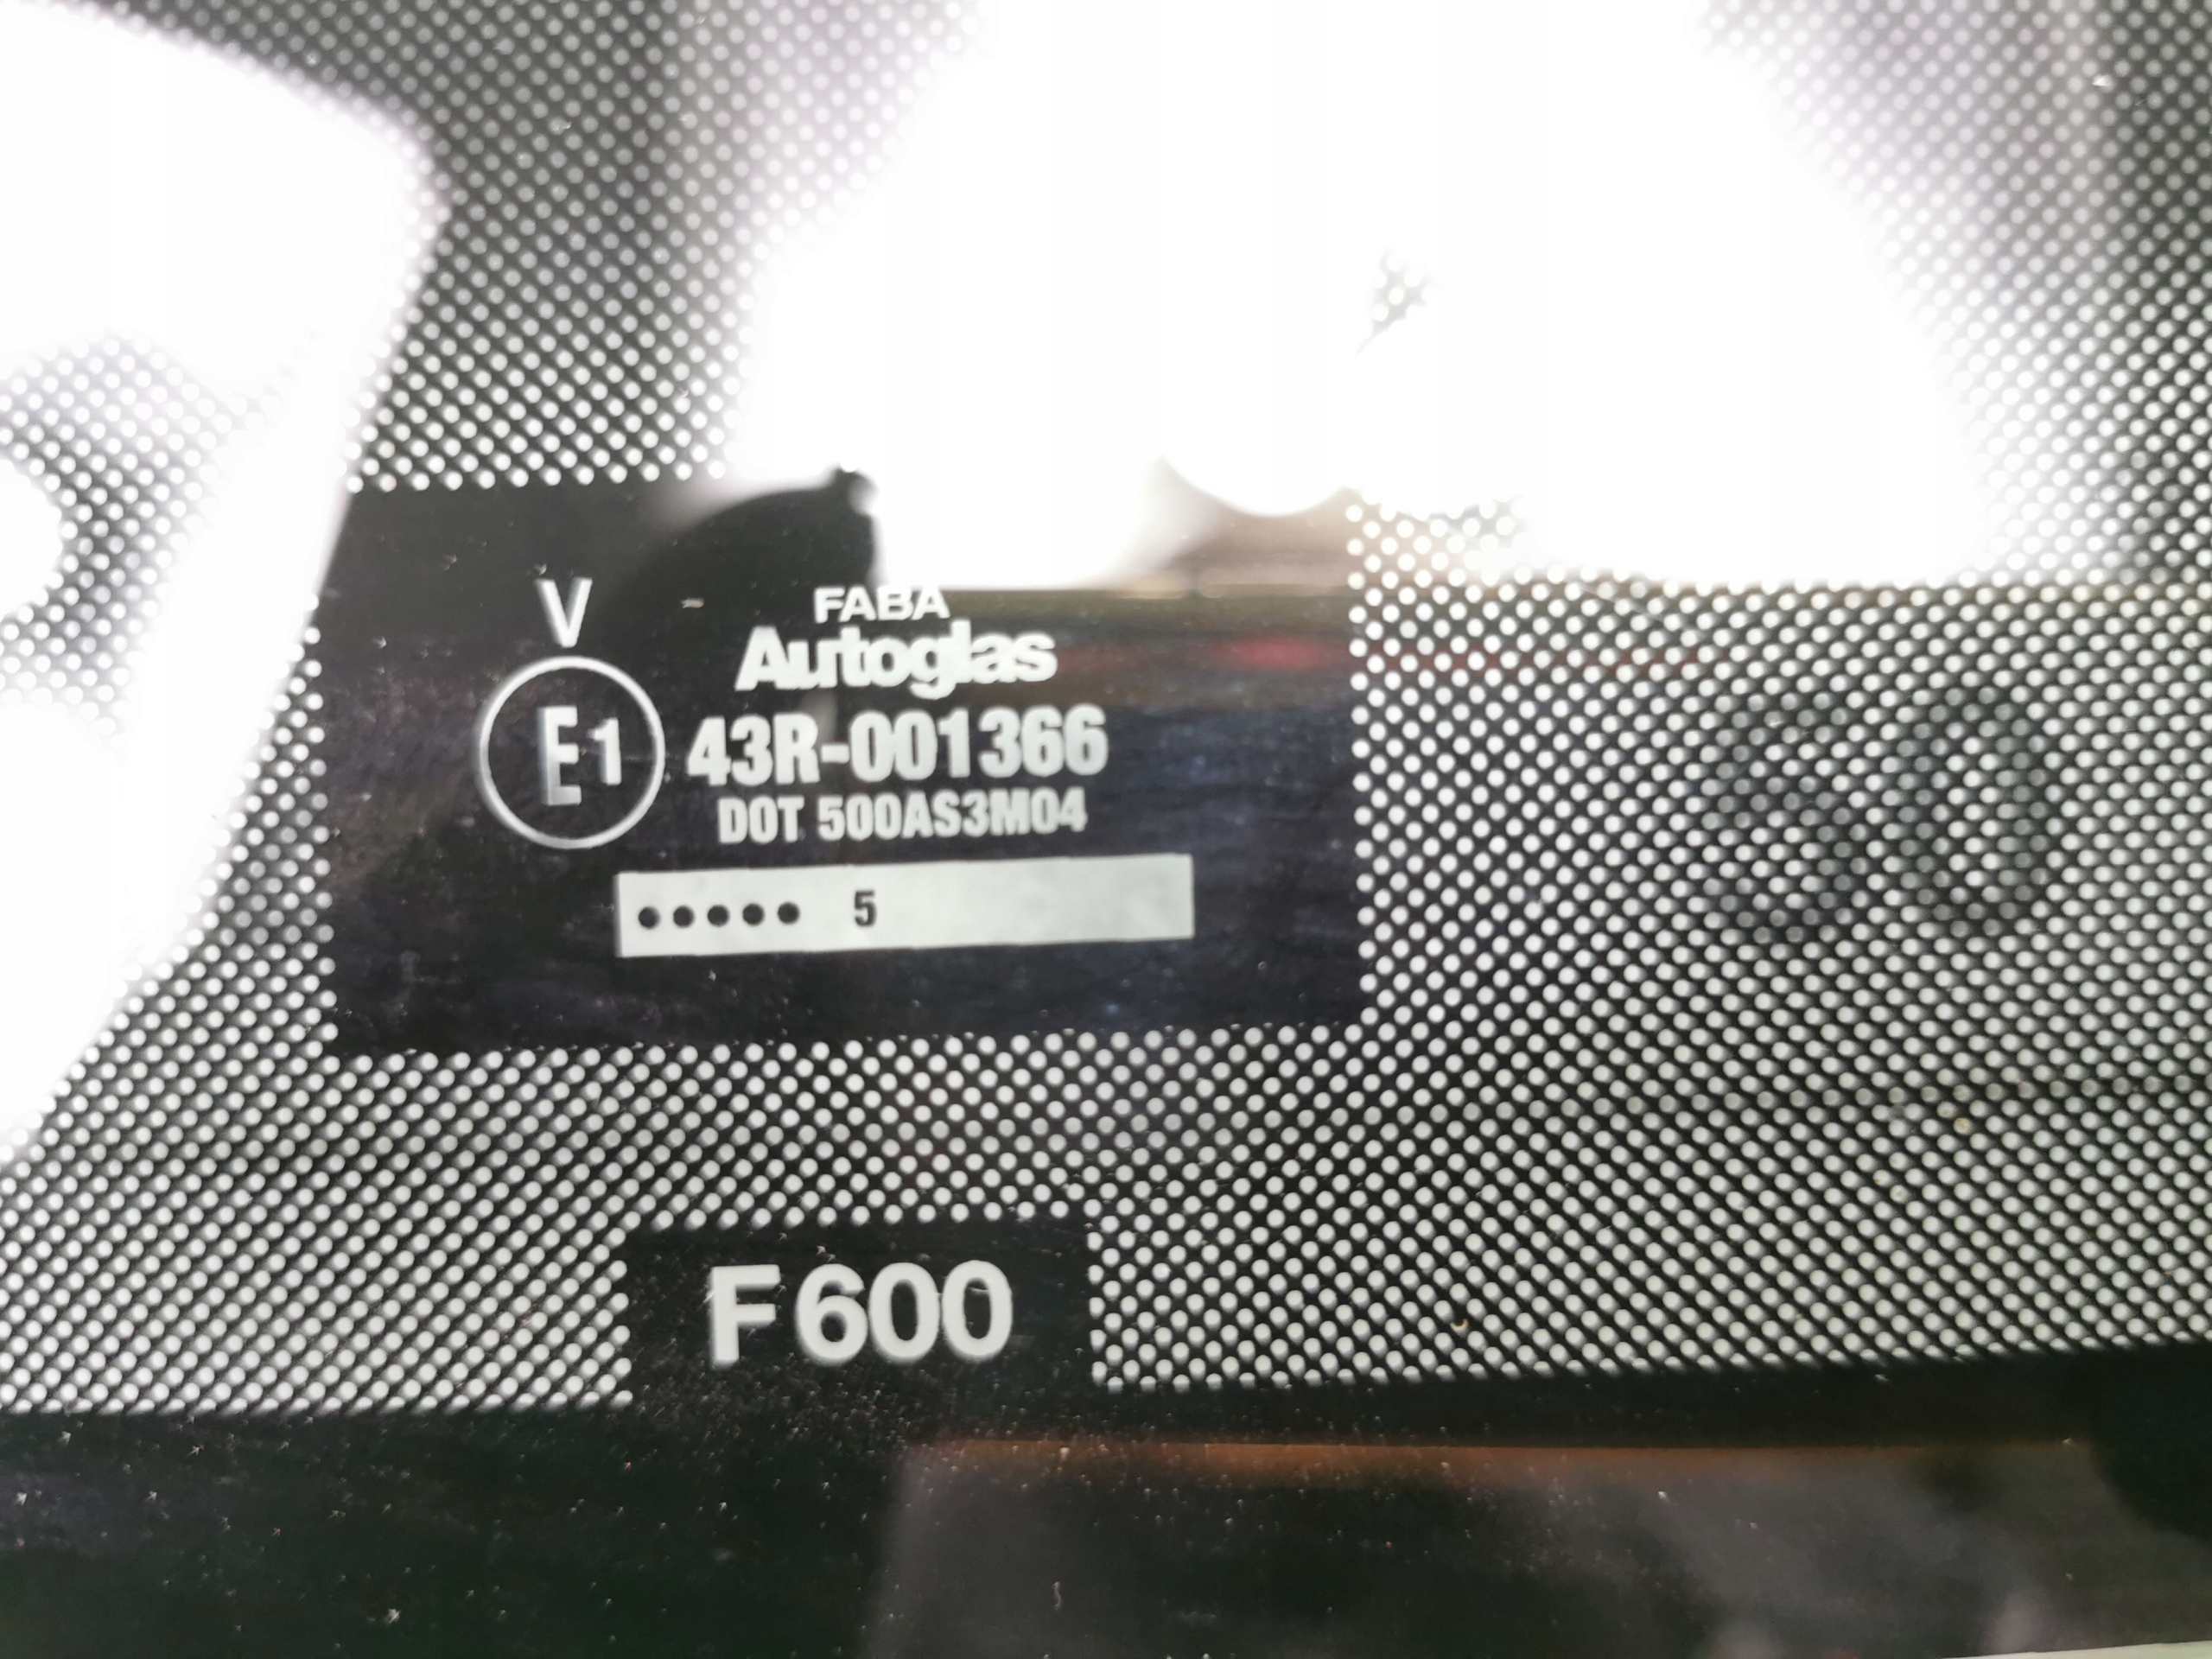 V
E1
FABA
Autoglas
43R-001366
DOT 500AS3M04
••••• 5
F600